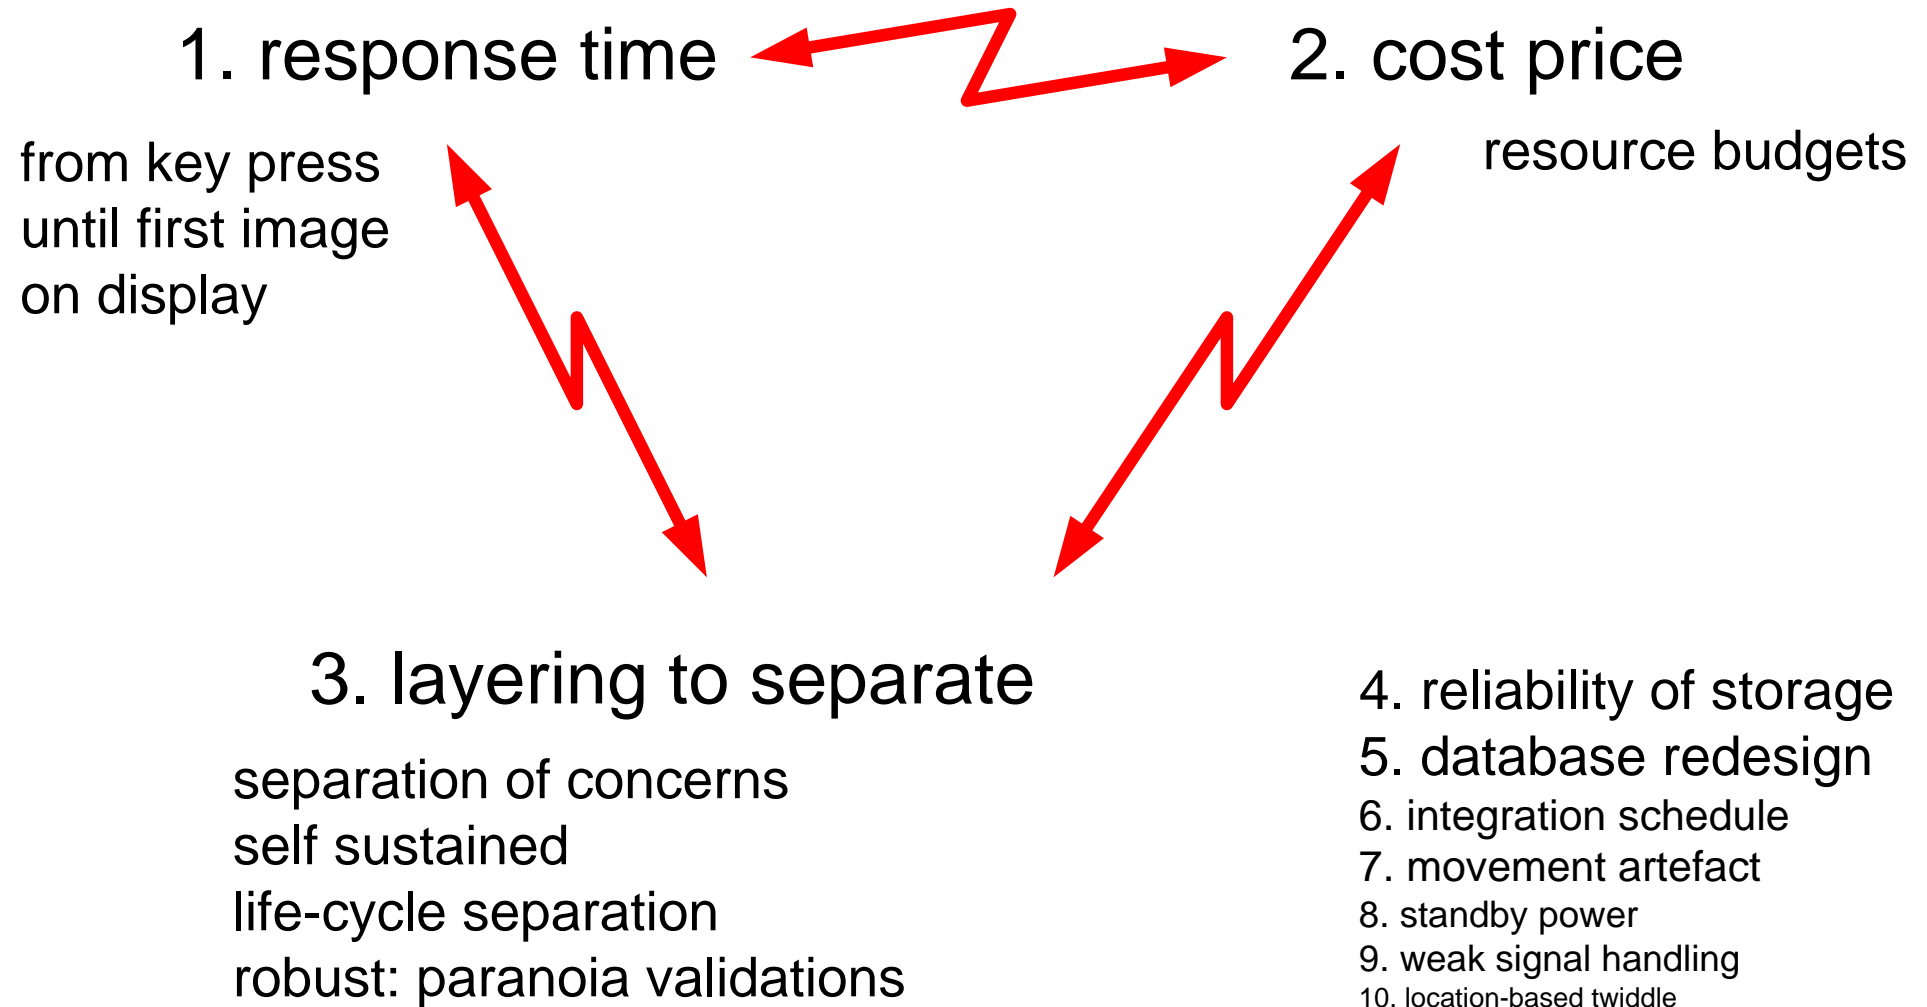 1. response time
2. cost price
from key press
until first image
on display
resource budgets
3. layering to separate
separation of concerns
self sustained
life-cycle separation
robust: paranoia validations
4. reliability of storage
5. database redesign
6. integration schedule
7. movement artefact
8. standby power
9. weak signal handling
10. location-based twiddle